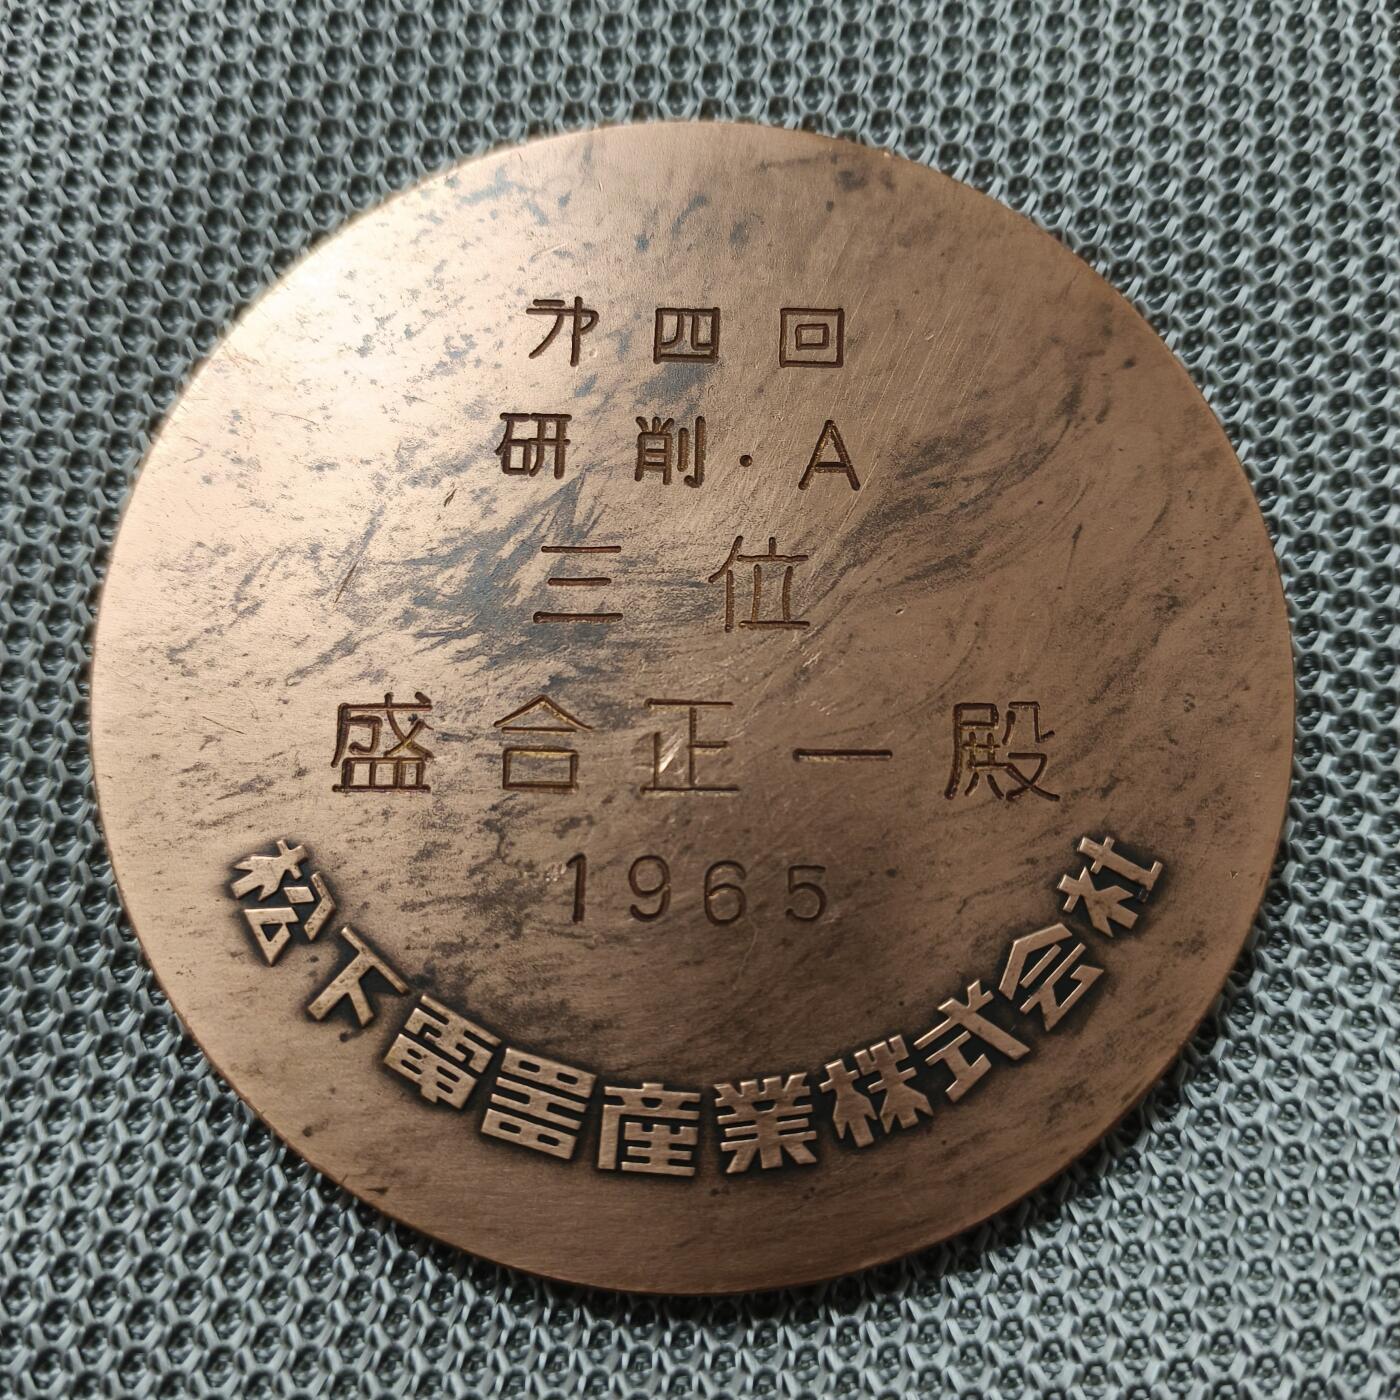 㐧四回
研削・A
三位
盛合正一殿
1965
松下電器産業株式会社